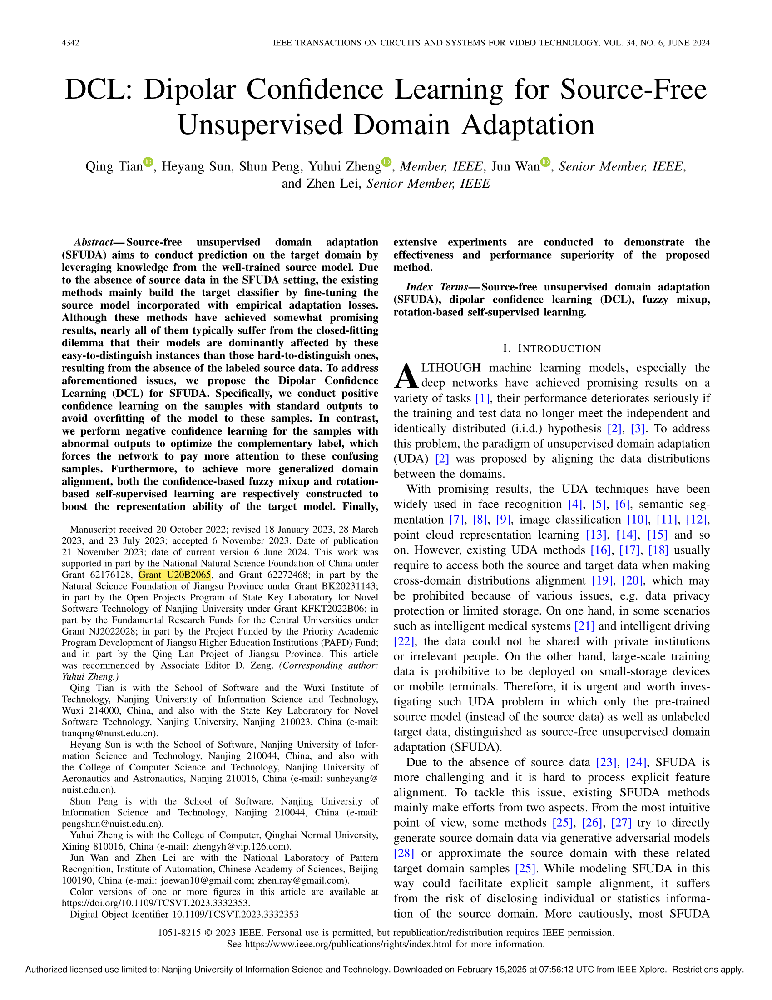 4342
IEEE TRANSACTIONS ON CIRCUITS AND SYSTEMS FOR VIDEO TECHNOLOGY, VOL. 34, NO. 6, JUNE 2024
DCL: Dipolar Confidence Learning for Source-Free
Unsupervised Domain Adaptation
Qing Tian, Heyang Sun, Shun Peng, Yuhui Zheng, Member, IEEE, Jun Wan, Senior Member, IEEE,
and Zhen Lei, Senior Member, IEEE
Abstract—Source-free unsupervised domain adaptation
(SFUDA) aims to conduct prediction on the target domain by
leveraging knowledge from the well-trained source model. Due
to the absence of source data in the SFUDA setting, the existing
methods mainly build the target classifier by fine-tuning the
source model incorporated with empirical adaptation losses.
Although these methods have achieved somewhat promising
results, nearly all of them typically suffer from the closed-fitting
dilemma that their models are dominantly affected by these
easy-to-distinguish instances than those hard-to-distinguish ones,
resulting from the absence of the labeled source data. To address
aforementioned issues, we propose the Dipolar Confidence
Learning (DCL) for SFUDA. Specifically, we conduct positive
confidence learning on the samples with standard outputs to
avoid overfitting of the model to these samples. In contrast,
we perform negative confidence learning for the samples with
abnormal outputs to optimize the complementary label, which
forces the network to pay more attention to these confusing
samples. Furthermore, to achieve more generalized domain
alignment, both the confidence-based fuzzy mixup and rotation-
based self-supervised learning are respectively constructed to
boost the representation ability of the target model. Finally,
extensive experiments are conducted to demonstrate the
effectiveness and performance superiority of the proposed
method.
Index Terms—Source-free unsupervised domain adaptation
(SFUDA), dipolar confidence learning (DCL), fuzzy mixup,
rotation-based self-supervised learning.
Manuscript received 20 October 2022; revised 18 January 2023, 28 March
2023, and 23 July 2023; accepted 6 November 2023. Date of publication
21 November 2023; date of current version 6 June 2024. This work was
supported in part by the National Natural Science Foundation of China under
Grant 62176128, Grant U20B2065, and Grant 62272468; in part by the
Natural Science Foundation of Jiangsu Province under Grant BK20231143;
in part by the Open Projects Program of State Key Laboratory for Novel
Software Technology of Nanjing University under Grant KFKT2022B06; in
part by the Fundamental Research Funds for the Central Universities under
Grant NJ2022028; in part by the Project Funded by the Priority Academic
Program Development of Jiangsu Higher Education Institutions (PAPD) Fund;
and in part by the Qing Lan Project of Jiangsu Province. This article
was recommended by Associate Editor D. Zeng. (Corresponding author:
Yuhui Zheng.)
Qing Tian is with the School of Software and the Wuxi Institute of
Technology, Nanjing University of Information Science and Technology,
Wuxi 214000, China, and also with the State Key Laboratory for Novel
Software Technology, Nanjing University, Nanjing 210023, China (e-mail:
tianqing@nuist.edu.cn).
Heyang Sun is with the School of Software, Nanjing University of Infor-
mation Science and Technology, Nanjing 210044, China, and also with
the College of Computer Science and Technology, Nanjing University of
Aeronautics and Astronautics, Nanjing 210016, China (e-mail: sunheyang@
nuist.edu.cn).
Shun Peng is with the School of Software, Nanjing University of
Information Science and Technology, Nanjing 210044, China (e-mail:
pengshun@nuist.edu.cn).
Yuhui Zheng is with the College of Computer, Qinghai Normal University,
Xining 810016, China (e-mail: zhengyh@vip.126.com).
Jun Wan and Zhen Lei are with the National Laboratory of Pattern
Recognition, Institute of Automation, Chinese Academy of Sciences, Beijing
100190, China (e-mail: joewan10@gmail.com; zhen.ray@gmail.com).
Color versions of one or more figures in this article are available at
https://doi.org/10.1109/TCSVT.2023.3332353.
Digital Object Identifier 10.1109/TCSVT.2023.3332353
I. INTRODUCTION
ALTHOUGH machine learning models, especially the
deep networks have achieved promising results on a
variety of tasks [1], their performance deteriorates seriously if
the training and test data no longer meet the independent and
identically distributed (i.i.d.) hypothesis [2], [3]. To address
this problem, the paradigm of unsupervised domain adaptation
(UDA) [2] was proposed by aligning the data distributions
between the domains.
With promising results, the UDA techniques have been
widely used in face recognition [4], [5], [6], semantic seg-
mentation [7], [8], [9], image classification [10], [11], [12],
point cloud representation learning [13], [14], [15] and so
on. However, existing UDA methods [16], [17], [18] usually
require to access both the source and target data when making
cross-domain distributions alignment [19], [20], which may
be prohibited because of various issues, e.g. data privacy
protection or limited storage. On one hand, in some scenarios
such as intelligent medical systems [21] and intelligent driving
[22], the data could not be shared with private institutions
or irrelevant people. On the other hand, large-scale training
data is prohibitive to be deployed on small-storage devices
or mobile terminals. Therefore, it is urgent and worth inves-
tigating such UDA problem in which only the pre-trained
source model (instead of the source data) as well as unlabeled
target data, distinguished as source-free unsupervised domain
adaptation (SFUDA).
Due to the absence of source data [23], [24], SFUDA is
more challenging and it is hard to process explicit feature
alignment. To tackle this issue, existing SFUDA methods
mainly make efforts from two aspects. From the most intuitive
point of view, some methods [25], [26], [27] try to directly
generate source domain data via generative adversarial models
[28] or approximate the source domain with these related
target domain samples [25]. While modeling SFUDA in this
way could facilitate explicit sample alignment, it suffers
from the risk of disclosing individual or statistics informa-
tion of the source domain. More cautiously, most SFUDA
1051-8215 © 2023 IEEE. Personal use is permitted, but republication/redistribution requires IEEE permission.
See https://www.ieee.org/publications/rights/index.html for more information.
Authorized licensed use limited to: Nanjing University of Information Science and Technology. Downloaded on February 15,2025 at 07:56:12 UTC from IEEE Xplore. Restrictions apply.